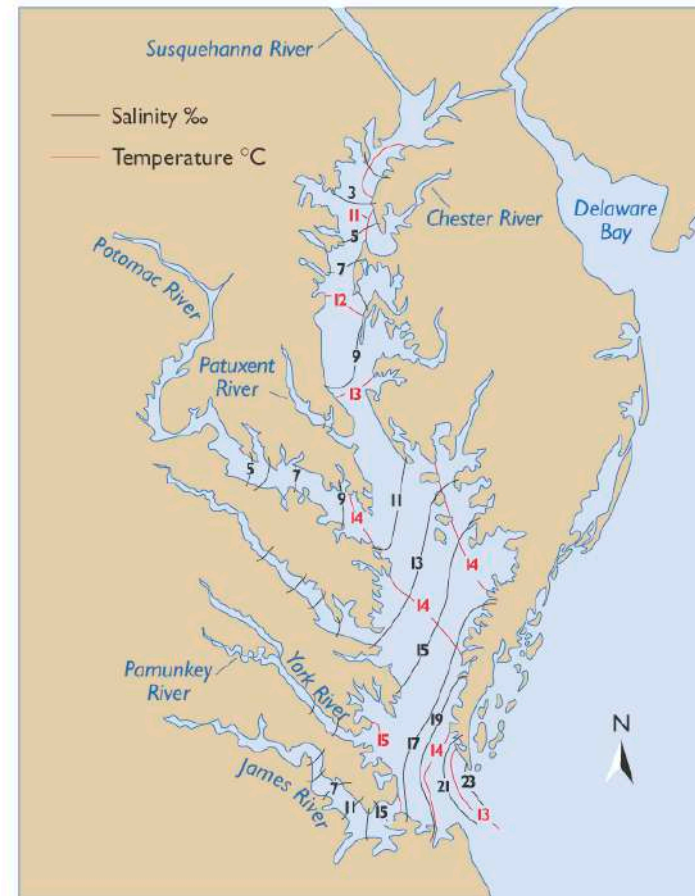 Susquehanna River
Salinity ‰
Temperature °C
3
11
Chester River
Delaware
Bay
5
7
Potomac River
12
9
Patuxent
River
13
5
7
9
14
11
13
14
14
15
Pamunkey
River
York River
19
15
17
14
N
James River
7
11
15
21
23
13